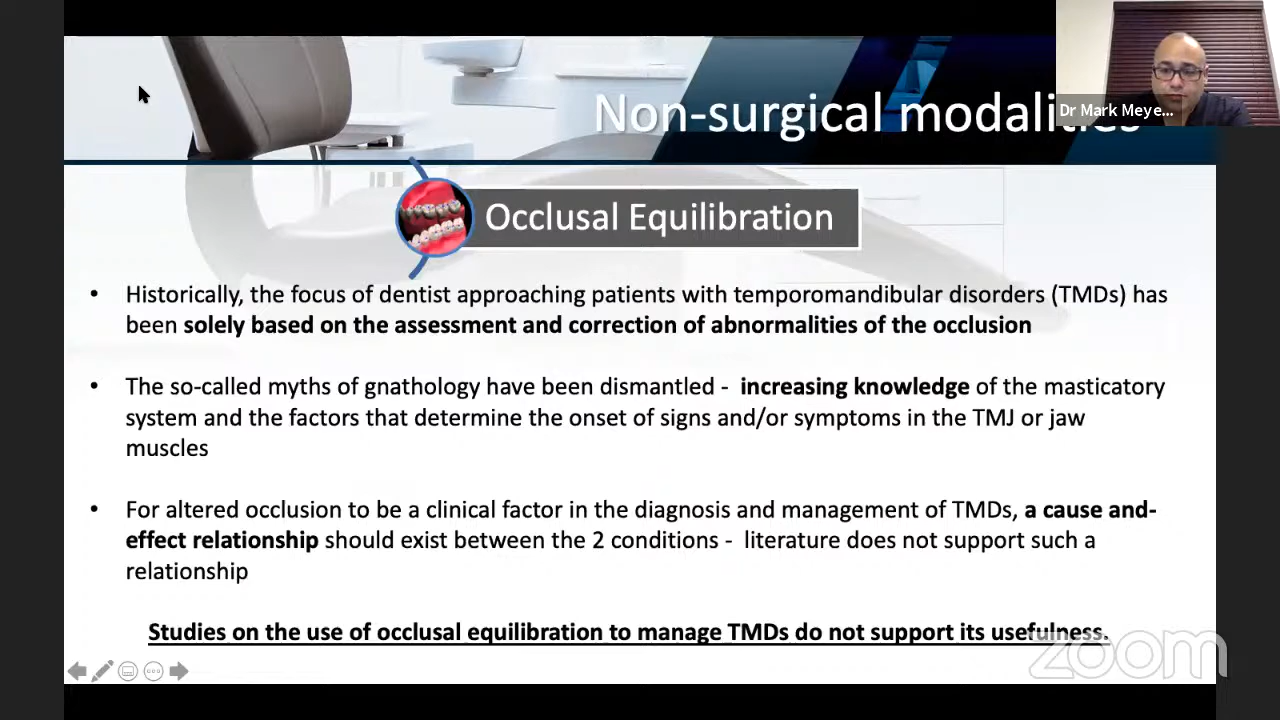 Non-surgical modalities
Dr Mark Meye...
Occlusal Equilibration
• Historically, the focus of dentist approaching patients with temporomandibular disorders (TMDs) has
been solely based on the assessment and correction of abnormalities of the occlusion
• The so-called myths of gnathology have been dismantled - increasing knowledge of the masticatory
system and the factors that determine the onset of signs and/or symptoms in the TMJ or jaw
muscles
• For altered occlusion to be a clinical factor in the diagnosis and management of TMDs, a cause and-
effect relationship should exist between the 2 conditions - literature does not support such a
relationship
Studies on the use of occlusal equilibration to manage TMDs do not support its usefulness.
zoom